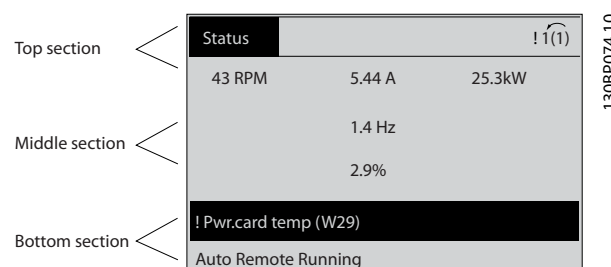 Top section
Status
! 1(1)
43 RPM 5.44 A 25.3kW
Middle section
1.4 Hz
2.9%
! Pwr.card temp (W29)
Bottom section
Auto Remote Running
130BP074.10